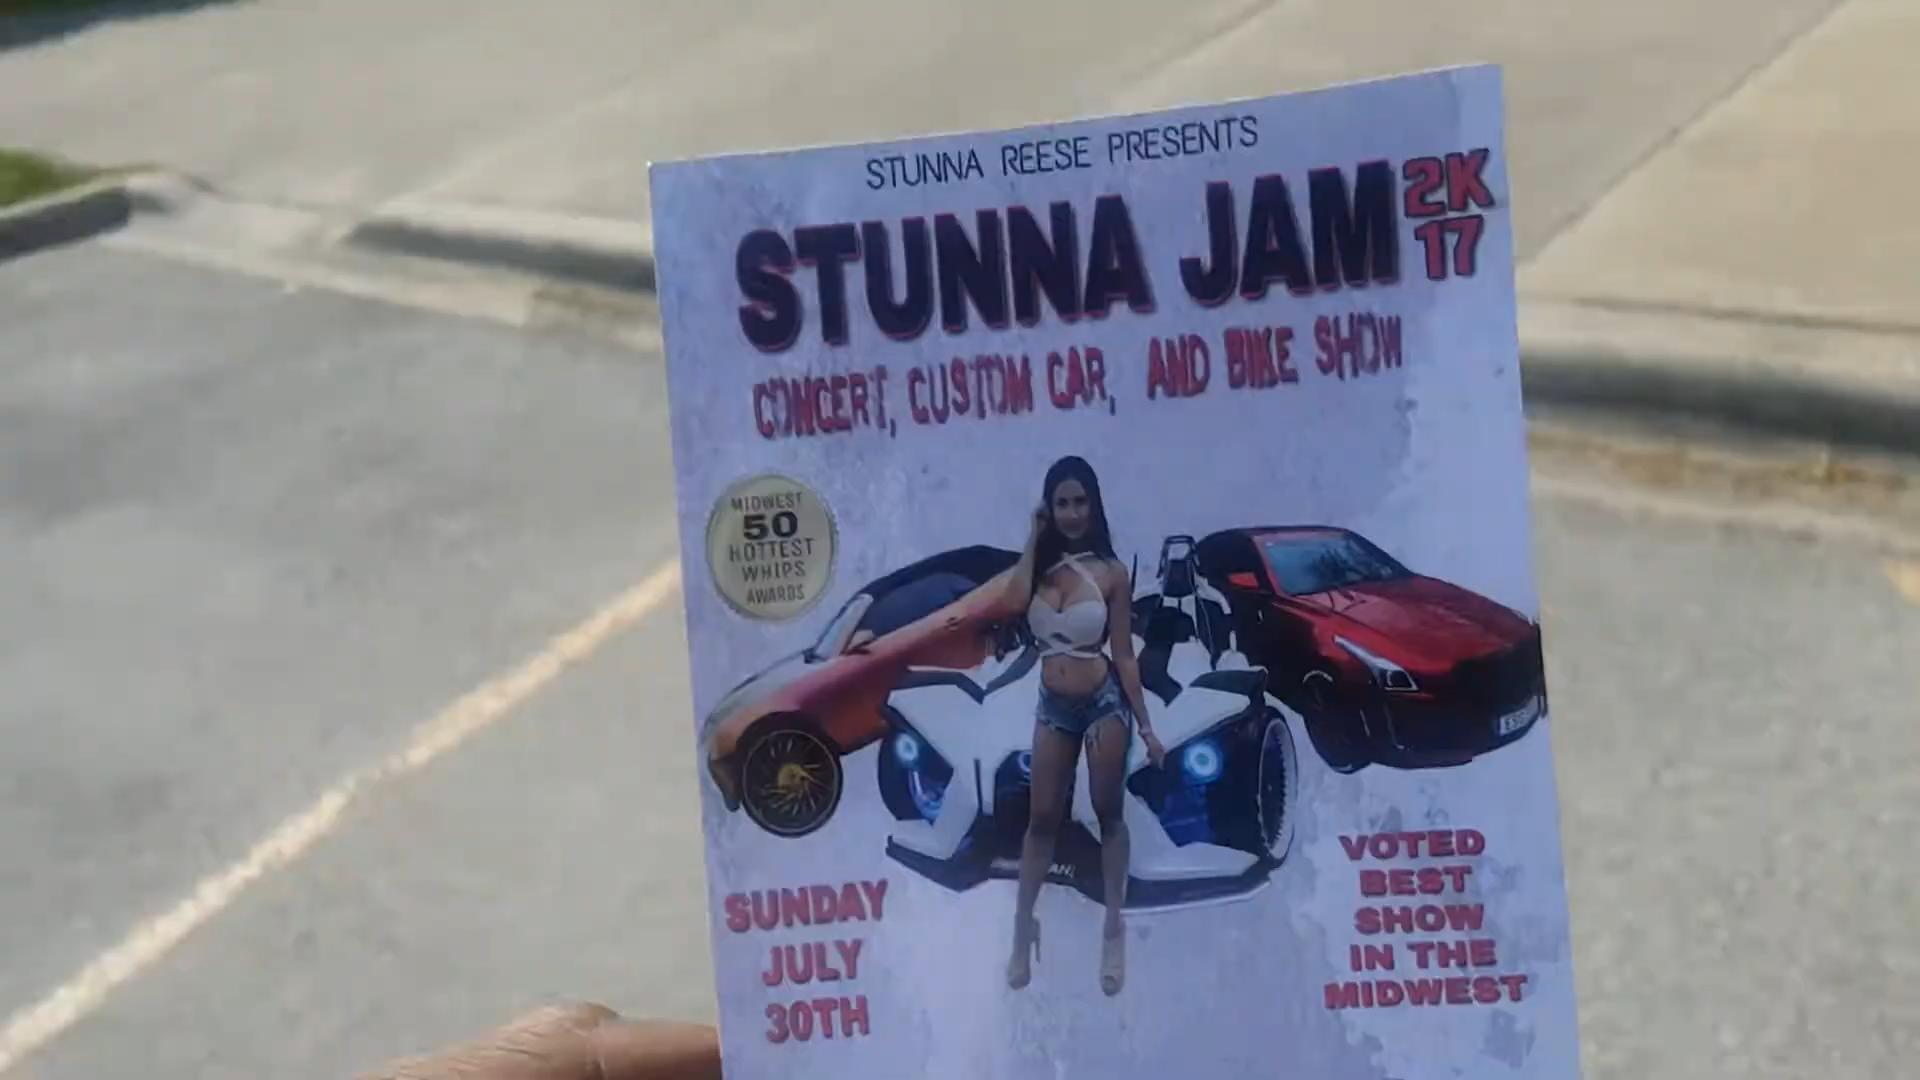 STUNNA REESE PRESENTS
STUNNA JAM 2K
17
CONCERT, CUSTOM CAR, AND BIKE SHOW
MIDWEST
50
HOTTEST
WHIPS
AWARDS
SUNDAY
JULY
30TH
VOTED
BEST
SHOW
IN THE
MIDWEST